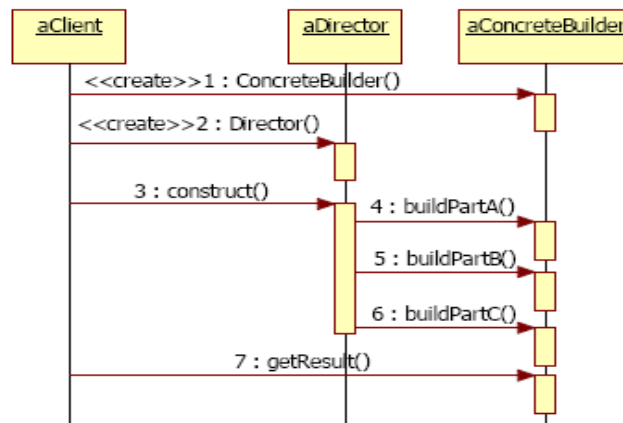 aClient
aDirector
aConcreteBuilder
<<create>>1 : ConcreteBuilder()
<<create>>2 : Director()
3 : construct()
4 : buildPartA()
5 : buildPartB()
6 : buildPartC()
7 : getResult()